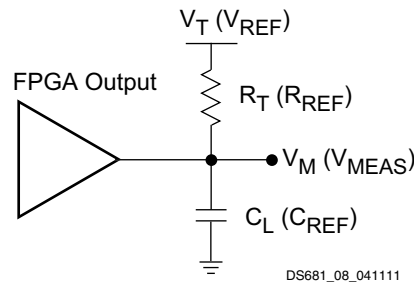 VT (VREF)
FPGA Output
RT (RREF)
VM (VMEAS)
CL (CREF)
DS681_08_041111